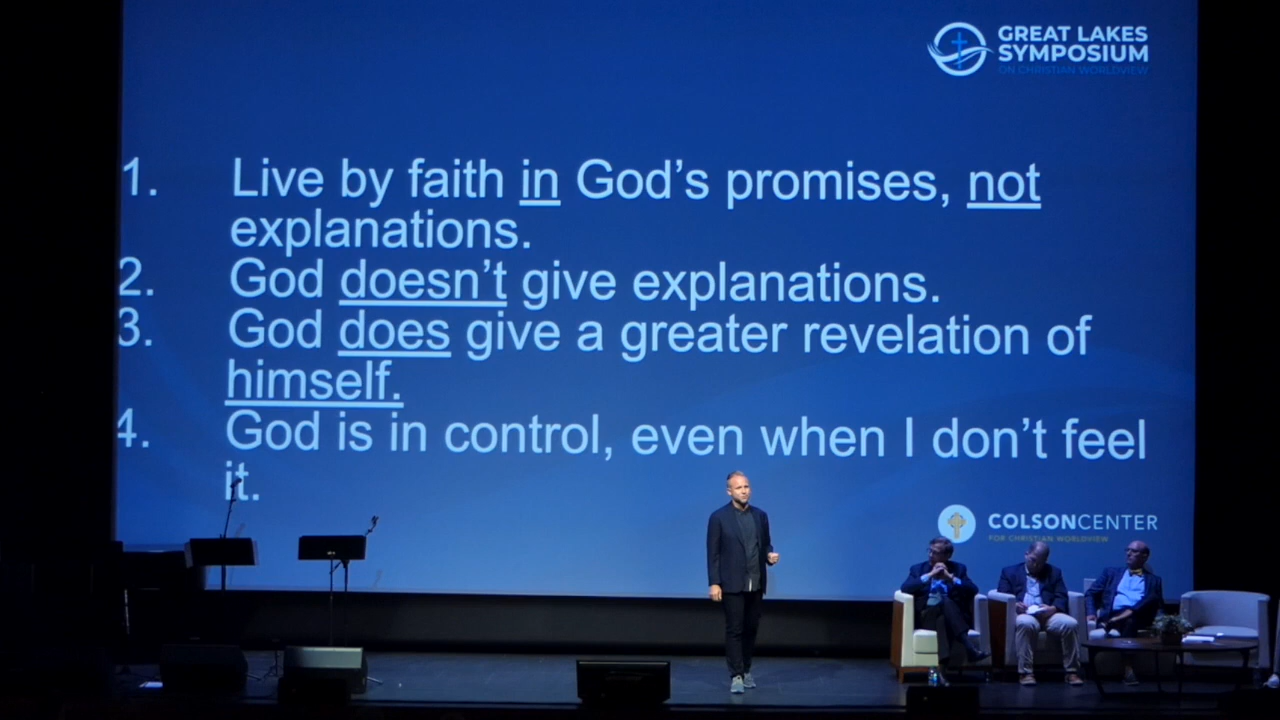 GREAT LAKES
SYMPOSIUM
ON CHRISTIAN WORLDVIEW
1. Live by faith in God’s promises, not
explanations.
2. God doesn’t give explanations.
3. God does give a greater revelation of
himself.
4. God is in control, even when I don’t feel
it.
COLSONCENTER
FOR CHRISTIAN WORLDVIEW